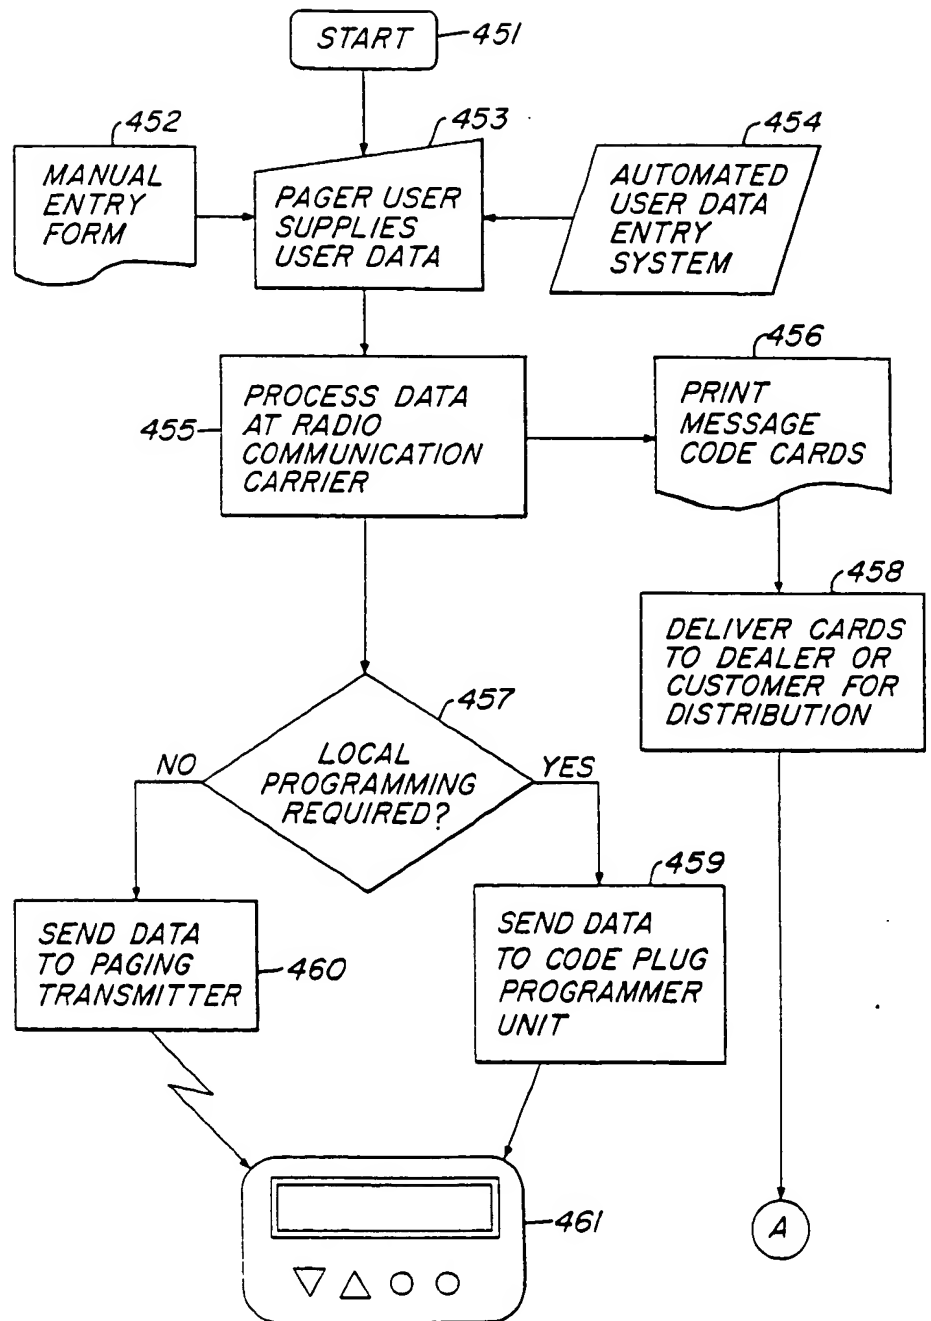 START
451
452
MANUAL
ENTRY
FORM
453
PAGER USER
SUPPLIES
USER DATA
454
AUTOMATED
USER DATA
ENTRY
SYSTEM
455
PROCESS DATA
AT RADIO
COMMUNICATION
CARRIER
456
PRINT
MESSAGE
CODE CARDS
457
LOCAL
PROGRAMMING
REQUIRED?
NO
YES
458
DELIVER CARDS
TO DEALER OR
CUSTOMER FOR
DISTRIBUTION
SEND DATA
TO PAGING
TRANSMITTER
460
459
SEND DATA
TO CODE PLUG
PROGRAMMER
UNIT
461
A